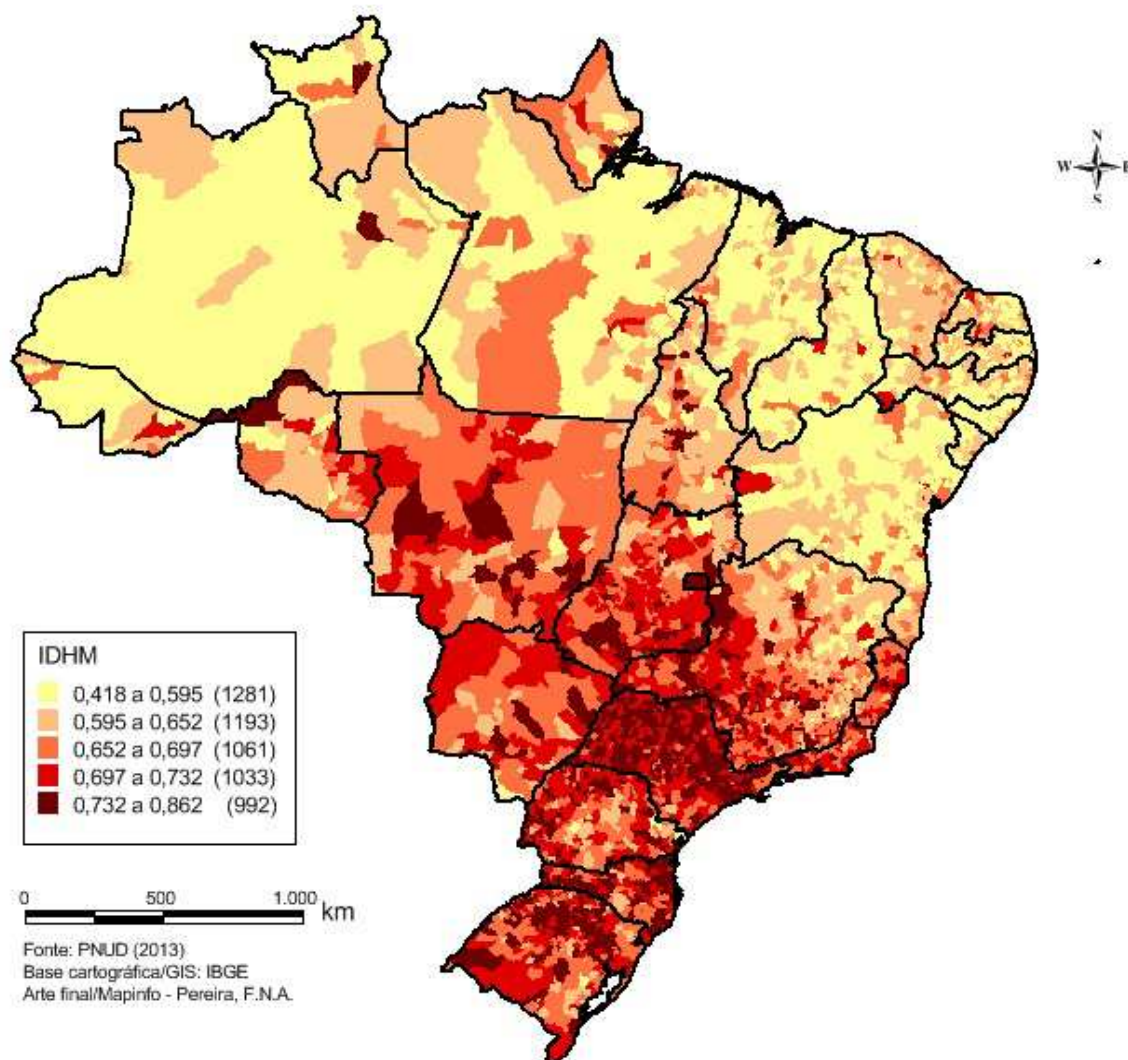 N
W E
S
IDHM
0,418 a 0,595 (1281)
0,595 a 0,652 (1193)
0,652 a 0,697 (1061)
0,697 a 0,732 (1033)
0,732 a 0,862 (992)
0 500 1.000
km
Fonte: PNUD (2013)
Base cartográfica/GIS: IBGE
Arte final/Mapinfo - Pereira, F.N.A.